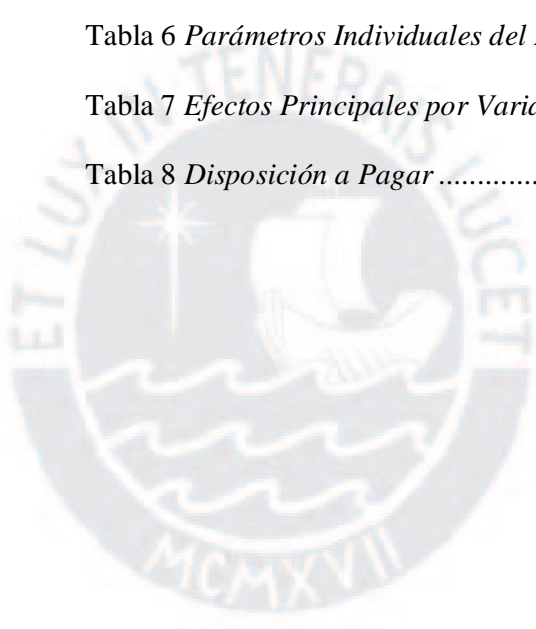 Tabla 6 Parámetros Individuales del
Tabla 7 Efectos Principales por
Tabla 8 Disposición a Pagar ..............
ET LUX IN TENEBRIS LUCET
MCMXVII